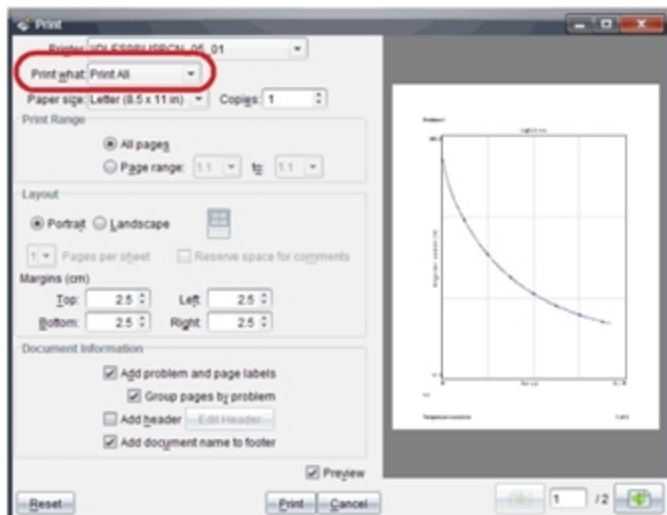 Print
Printer:
Print what: Print All
Paper size: Letter (8.5 x 11 in) Copies: 1
Print Range
All pages
Page range: 1.1 to: 1.1
Layout
Portrait Landscape
1 Pages per sheet Reserve space for comments
Margins (cm)
Top: 2.5 Left: 2.5
Bottom: 2.5 Right: 2.5
Document Information
Add problem and page labels
Group pages by problem
Add header Edit Header
Add document name to footer
Preview
Reset Print Cancel
1 / 2